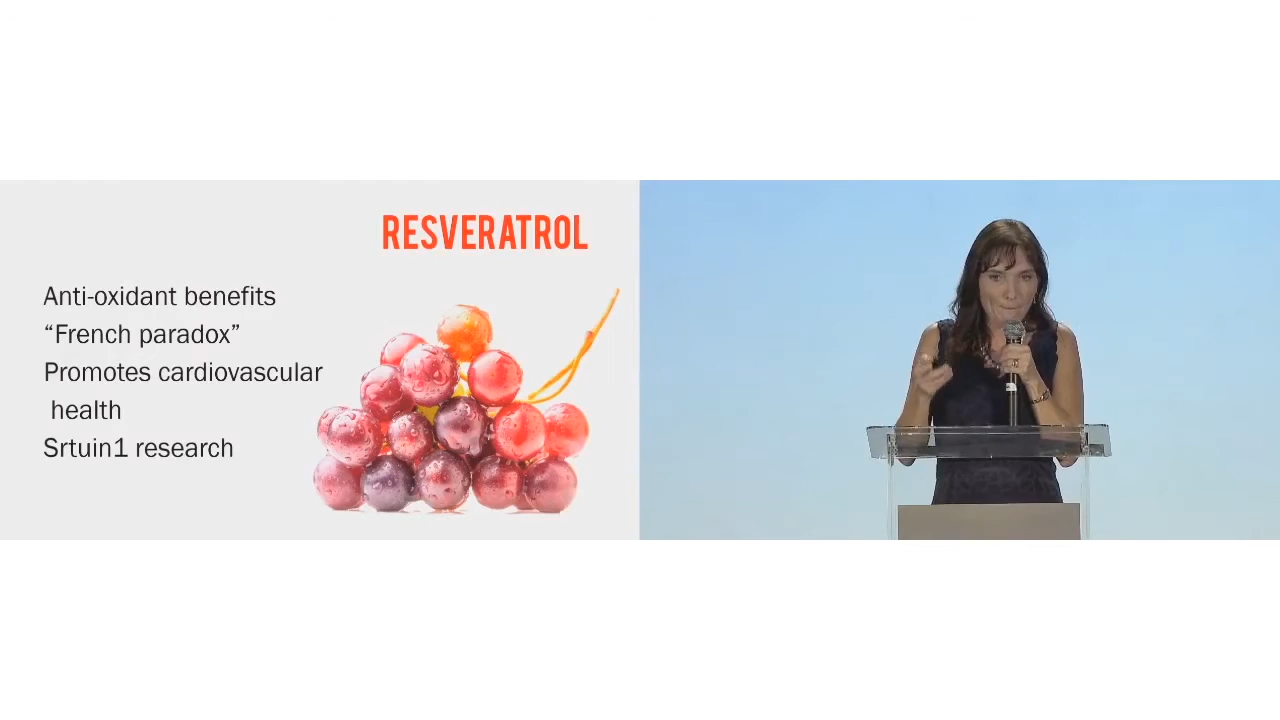 RESVERATROL
Anti-oxidant benefits
“French paradox”
Promotes cardiovascular
health
Srtuin1 research